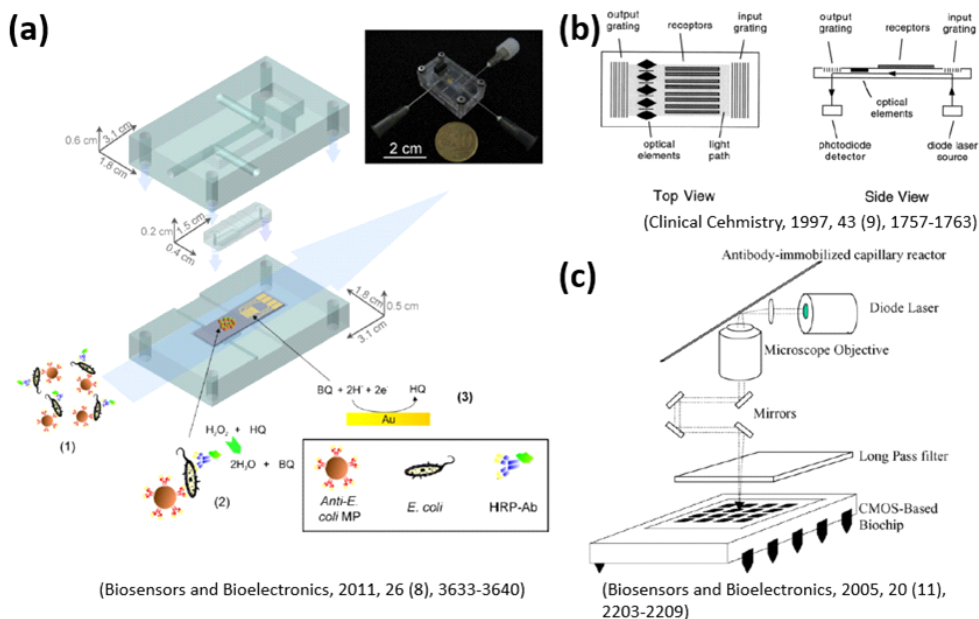 (a)
0.6 cm
3.1 cm
1.8 cm
2 cm
0.2 cm
1.5 cm
0.4 cm
1.8 cm
0.5 cm
3.1 cm
(1)
BQ + 2H⁺ + 2e⁻ HQ
Au
(3)
H₂O₂ + HQ
2H₂O + BQ
(2)
Anti-E.
coli MP
E. coli
HRP-Ab
(Biosensors and Bioelectronics, 2011, 26 (8), 3633-3640)
(b)
output
grating
receptors
input
grating
optical
elements
light
path
Top View
output
grating
receptors
input
grating
optical
elements
photodiode
detector
diode laser
source
Side View
(Clinical Cehmistry, 1997, 43 (9), 1757-1763)
(c)
Antibody-immobilized capillary reactor
Diode Laser
Microscope Objective
Mirrors
Long Pass filter
CMOS-Based
Biochip
(Biosensors and Bioelectronics, 2005, 20 (11),
2203-2209)